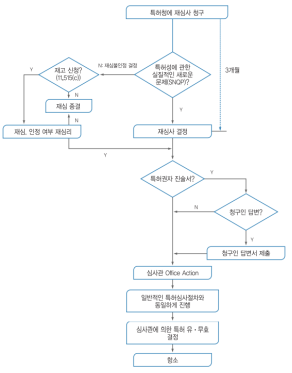 특허청에 재심사 청구
특허성에 관한
실질적인 새로운
문제(SNQP)?
3개월
N: 재심불인정 결정
재고 신청?
(1.515(c))
Y
N
재심 종결
N
재심, 인정 여부 재심리
Y
재심사 결정
Y
특허권자 진술서?
Y
N
청구인 답변?
Y
청구인 답변서 제출
심사관 Office Action
일반적인 특허심사절차와
동일하게 진행
심사관에 의한 특허 유·무효
결정
항소